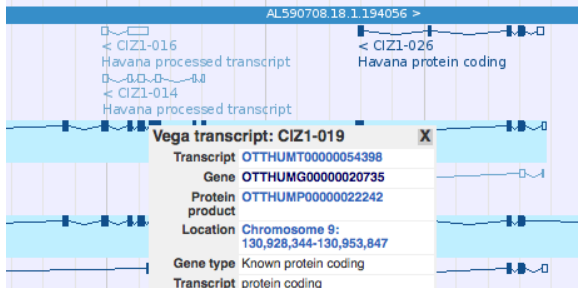 AL590708.18.1.194056 >
< CIZ1-016
Havana processed transcript
< CIZ1-026
Havana protein coding
< CIZ1-014
Havana processed transcript
Vega transcript: CIZ1-019 X
Transcript OTTHUMT00000054398
Gene OTTHUMG00000020735
Protein product OTTHUMP00000022242
Location Chromosome 9:
130,928,344-130,953,847
Gene type Known protein coding
Transcript protein coding